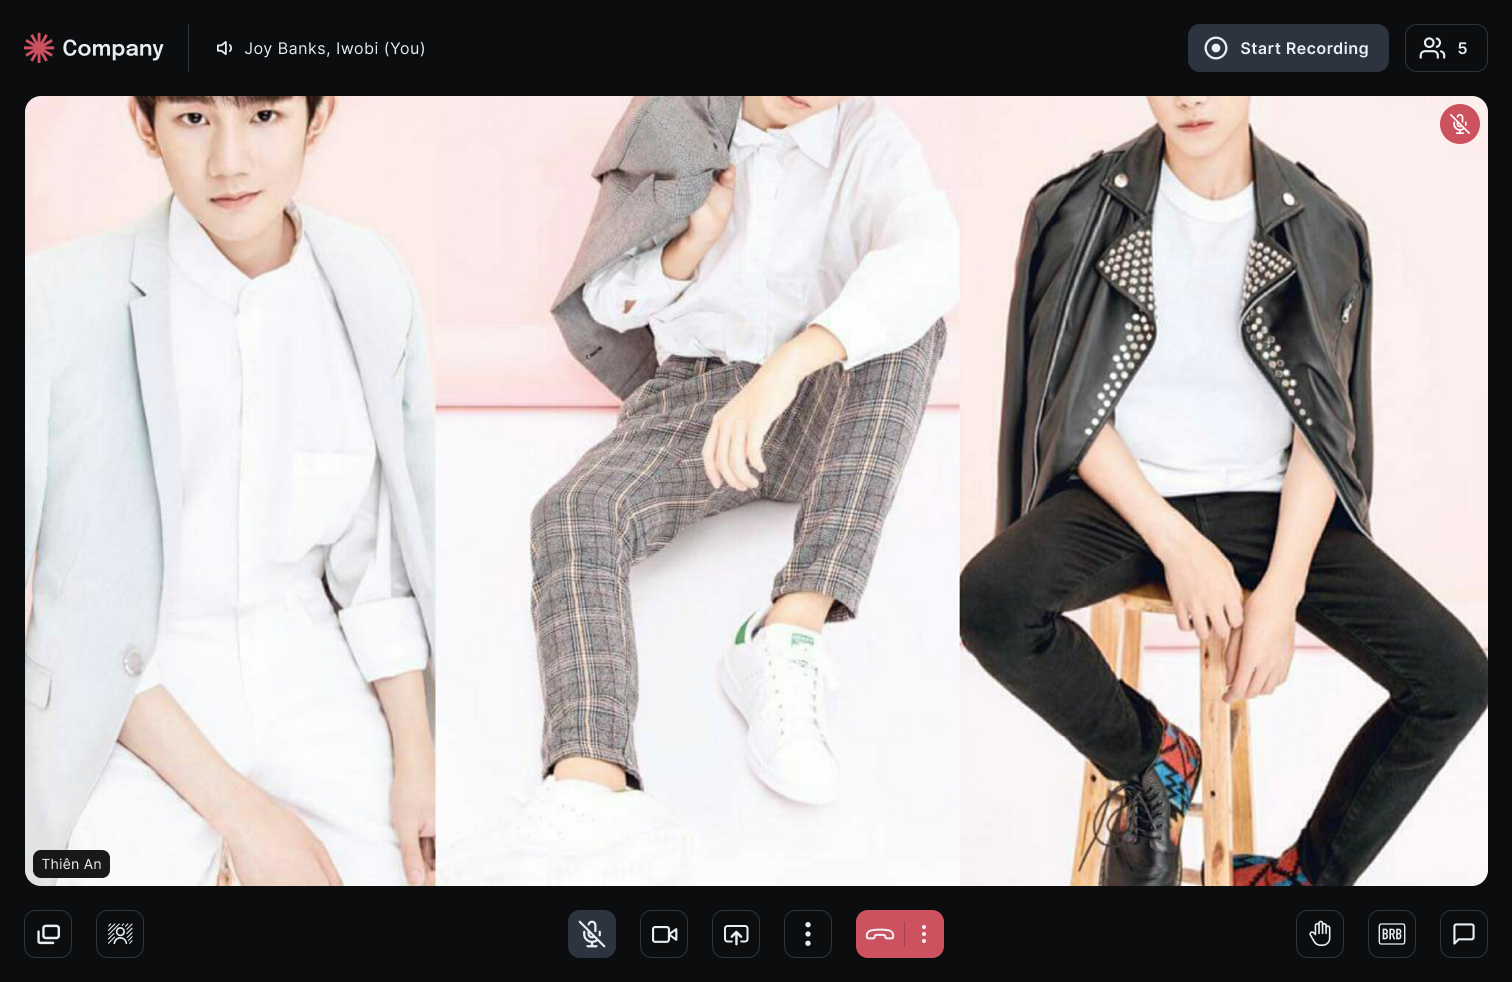 Company
Joy Banks, Iwobi (You)
Start Recording
5
Thiên An
BRB